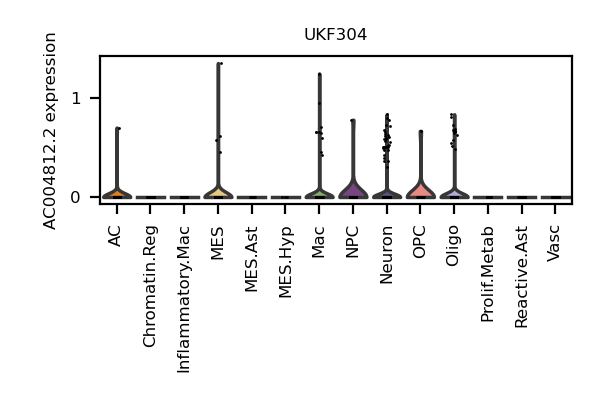 UKF304
AC004812.2 expression
1
0
AC
Chromatin.Reg
Inflammatory.Mac
MES
MES.Ast
MES.Hyp
Mac
NPC
Neuron
OPC
Oligo
Prolif.Metab
Reactive.Ast
Vasc